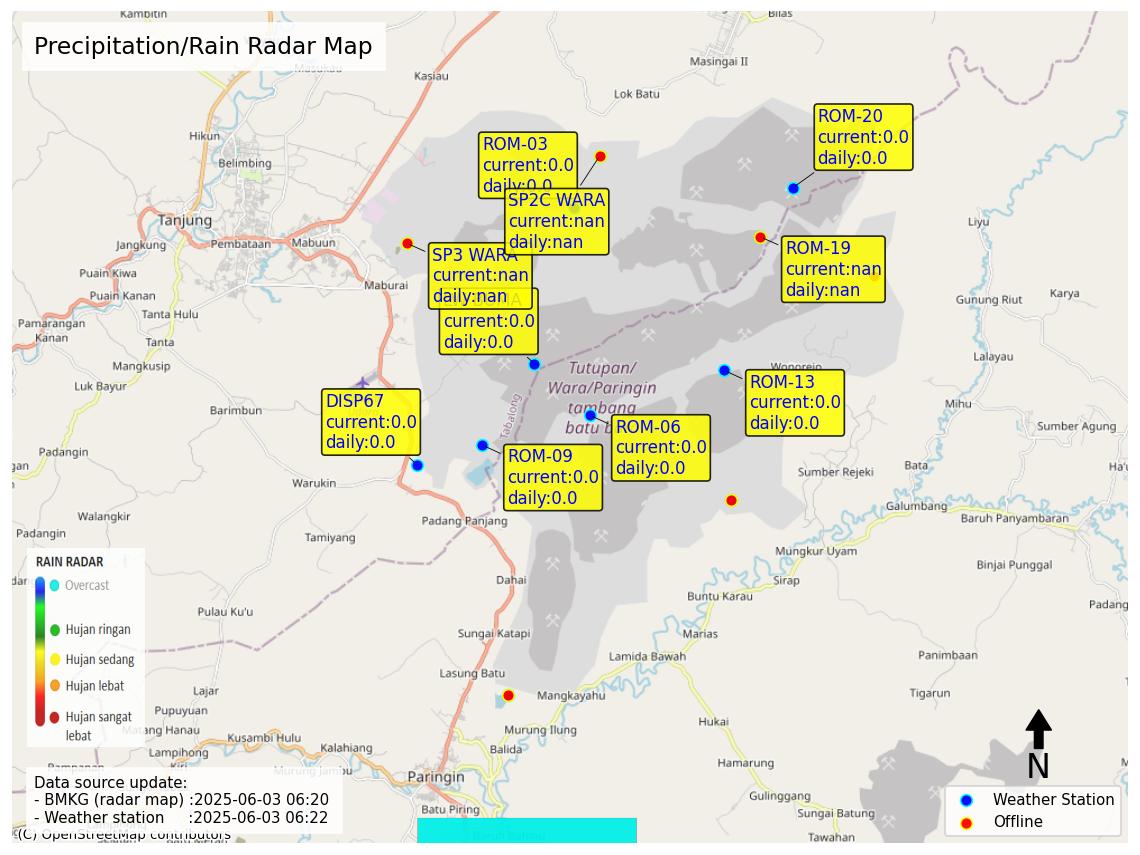 Kambitin
Bilas
Precipitation/Rain Radar Map
Masingai II
Kasiau
Lok Batu
Hikun
Belimbing
ROM-03
current:0.0
daily:0.0
ROM-20
current:0.0
daily:0.0
SP2C WARA
current:nan
daily:nan
Tanjung
Liyu
Jangkung
Pembataan
Mabuun
SP3 WARA
current:nan
daily:nan
ROM-19
current:nan
daily:nan
Puain Kiwa
Maburai
Puain Kanan
Karya
Gunung Riut
Tanta Hulu
current:0.0
daily:0.0
Pamarangan
Kanan
Tanta
Lalayau
Mangkusip
Tutupan/
Wara/Paringin
tambang
batu
Wonorejo
Luk Bayur
ROM-13
current:0.0
daily:0.0
DISP67
current:0.0
daily:0.0
Tabalong
Barimbun
Mihu
ROM-06
current:0.0
daily:0.0
Sumber Agung
Padangin
ROM-09
current:0.0
daily:0.0
Bata
Sumber Rejeki
Warukin
Galumbang
Walangkir
Padang Panjang
Baruh Panyambaran
Padangin
Tamiyang
Mungkur Uyam
Binjai Punggal
RAIN RADAR
Overcast
Hujan ringan
Hujan sedang
Hujan lebat
Hujan sangat
lebat
Dahai
Sirap
Buntu Karau
Padang
Pulau Ku'u
Sungai Katapi
Marias
Lamida Bawah
Panimbaan
Lasung Batu
Lajar
Mangkayahu
Tigarun
Pupuyuan
Hukai
Matang Hanau
Murung Ilung
Kusambi Hulu
Kalahiang
Balida
Lampihong
Hamarung
N
Pampanan
Kiri
Murung Jambu
Paringin
Data source update:
- BMKG (radar map) :2025-06-03 06:20
- Weather station :2025-06-03 06:22
Gulinggang
Batu Piring
Sungai Batung
Tawahan
Weather Station
Offline
(C) OpenStreetMap contributors